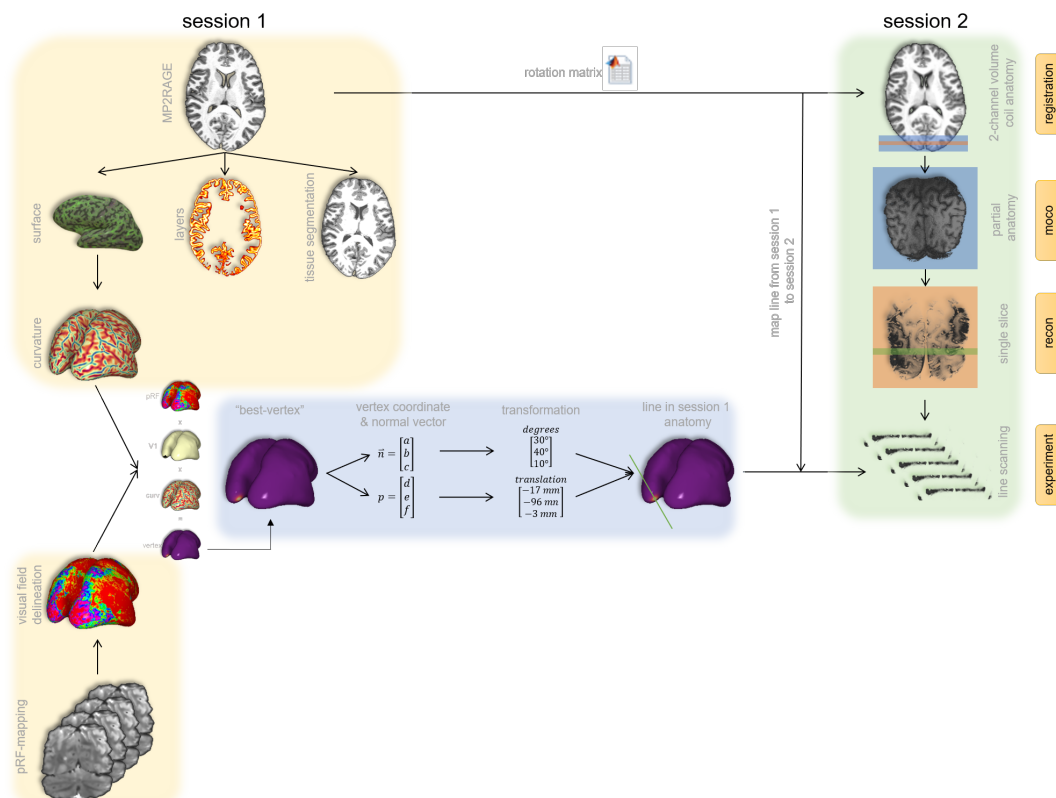 session 1
session 2
MP2RAGE
rotation matrix
2-channel volume
coil anatomy
registration
surface
layers
tissue segmentation
map line from session 1
to session 2
partial
anatomy
moco
curvature
single slice
recon
pRF
x
V1
x
curv
=
vertex
"best-vertex"
vertex coordinate
& normal vector
transformation
line in session 1
anatomy
n⃗ = [a b c]
degrees
[30° 40° 10°]
p = [d e f]
translation
[−17 mm −96 mn −3 mm]
line scanning
experiment
visual field
delineation
pRF-mapping